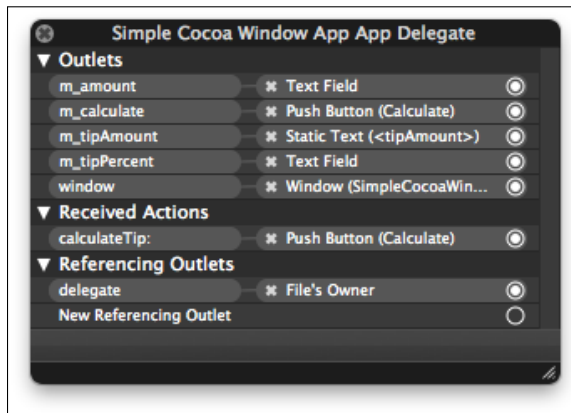 Simple Cocoa Window App App Delegate
▼ Outlets
m_amount ✖ Text Field
m_calculate ✖ Push Button (Calculate)
m_tipAmount ✖ Static Text (<tipAmount>)
m_tipPercent ✖ Text Field
window ✖ Window (SimpleCocoaWin...
▼ Received Actions
calculateTip: ✖ Push Button (Calculate)
▼ Referencing Outlets
delegate ✖ File's Owner
New Referencing Outlet